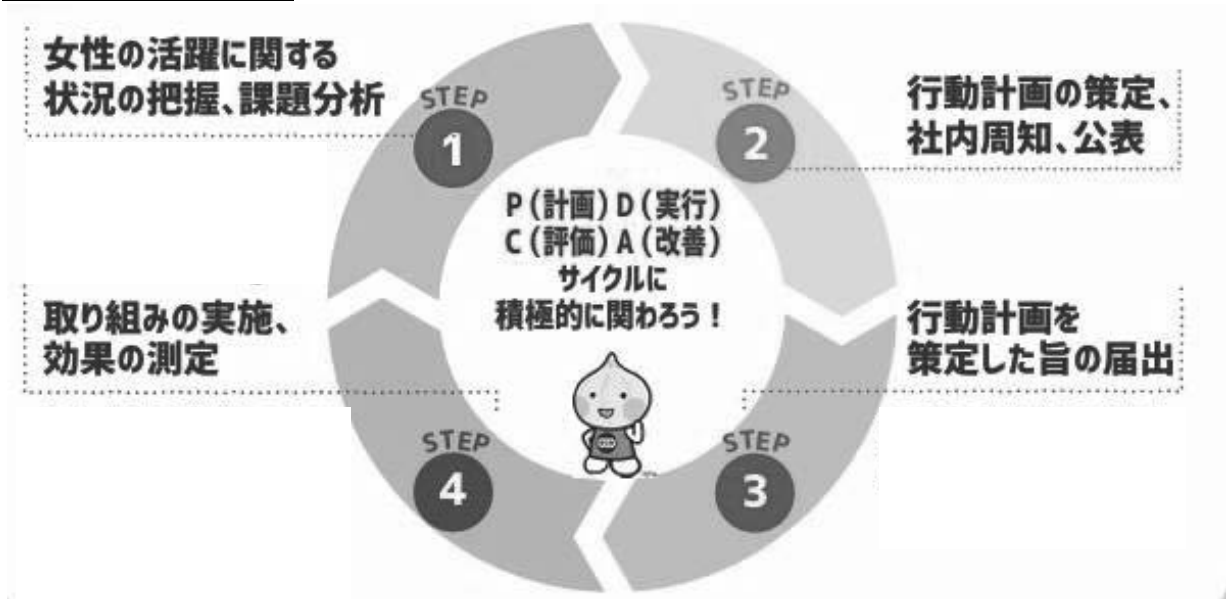 女性の活躍に関する
状況の把握、課題分析
STEP
1
STEP
2
行動計画の策定、
社内周知、公表
P(計画)D(実行)
C(評価)A(改善)
サイクルに
積極的に関わろう!
行動計画を
策定した旨の届出
STEP
3
取り組みの実施、
効果の測定
STEP
4